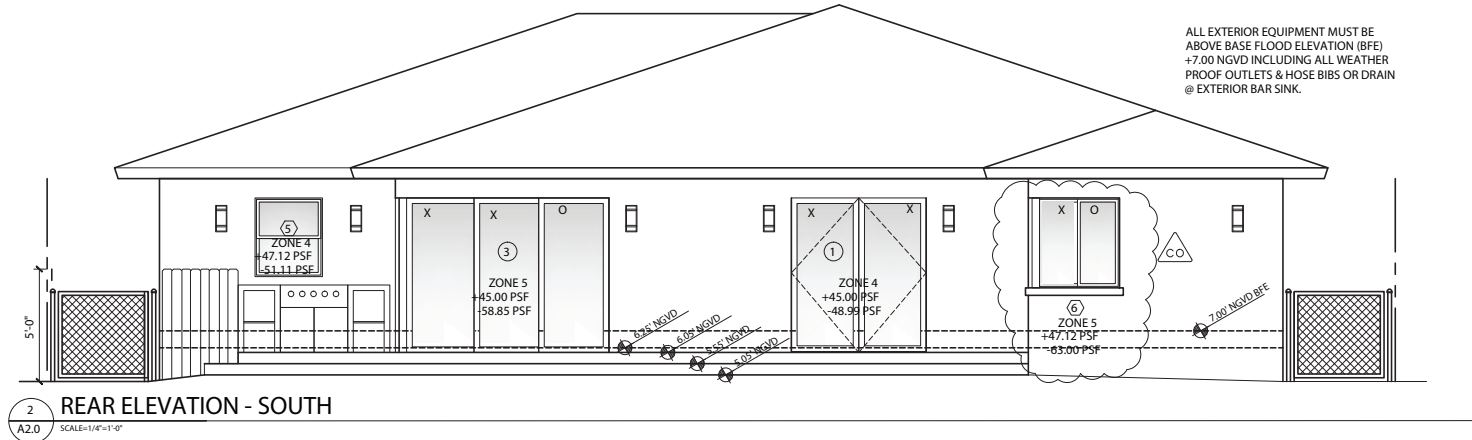 ALL EXTERIOR EQUIPMENT MUST BE
ABOVE BASE FLOOD ELEVATION (BFE)
+7.00 NGVD INCLUDING ALL WEATHER
PROOF OUTLETS & HOSE BIBS OR DRAIN
@ EXTERIOR BAR SINK.
5
ZONE 4
+47.12 PSF
-51.11 PSF
X
X
O
3
ZONE 5
+45.00 PSF
-58.85 PSF
X
X
1
ZONE 4
+45.00 PSF
-48.99 PSF
X
O
CO
6
ZONE 5
+47.12 PSF
-63.00 PSF
6.25' NGVD
6.05' NGVD
5.55' NGVD
5.05' NGVD
7.00' NGVD BFE
5'-0"
2
A2.0
REAR ELEVATION - SOUTH
SCALE=1/4"=1'-0"